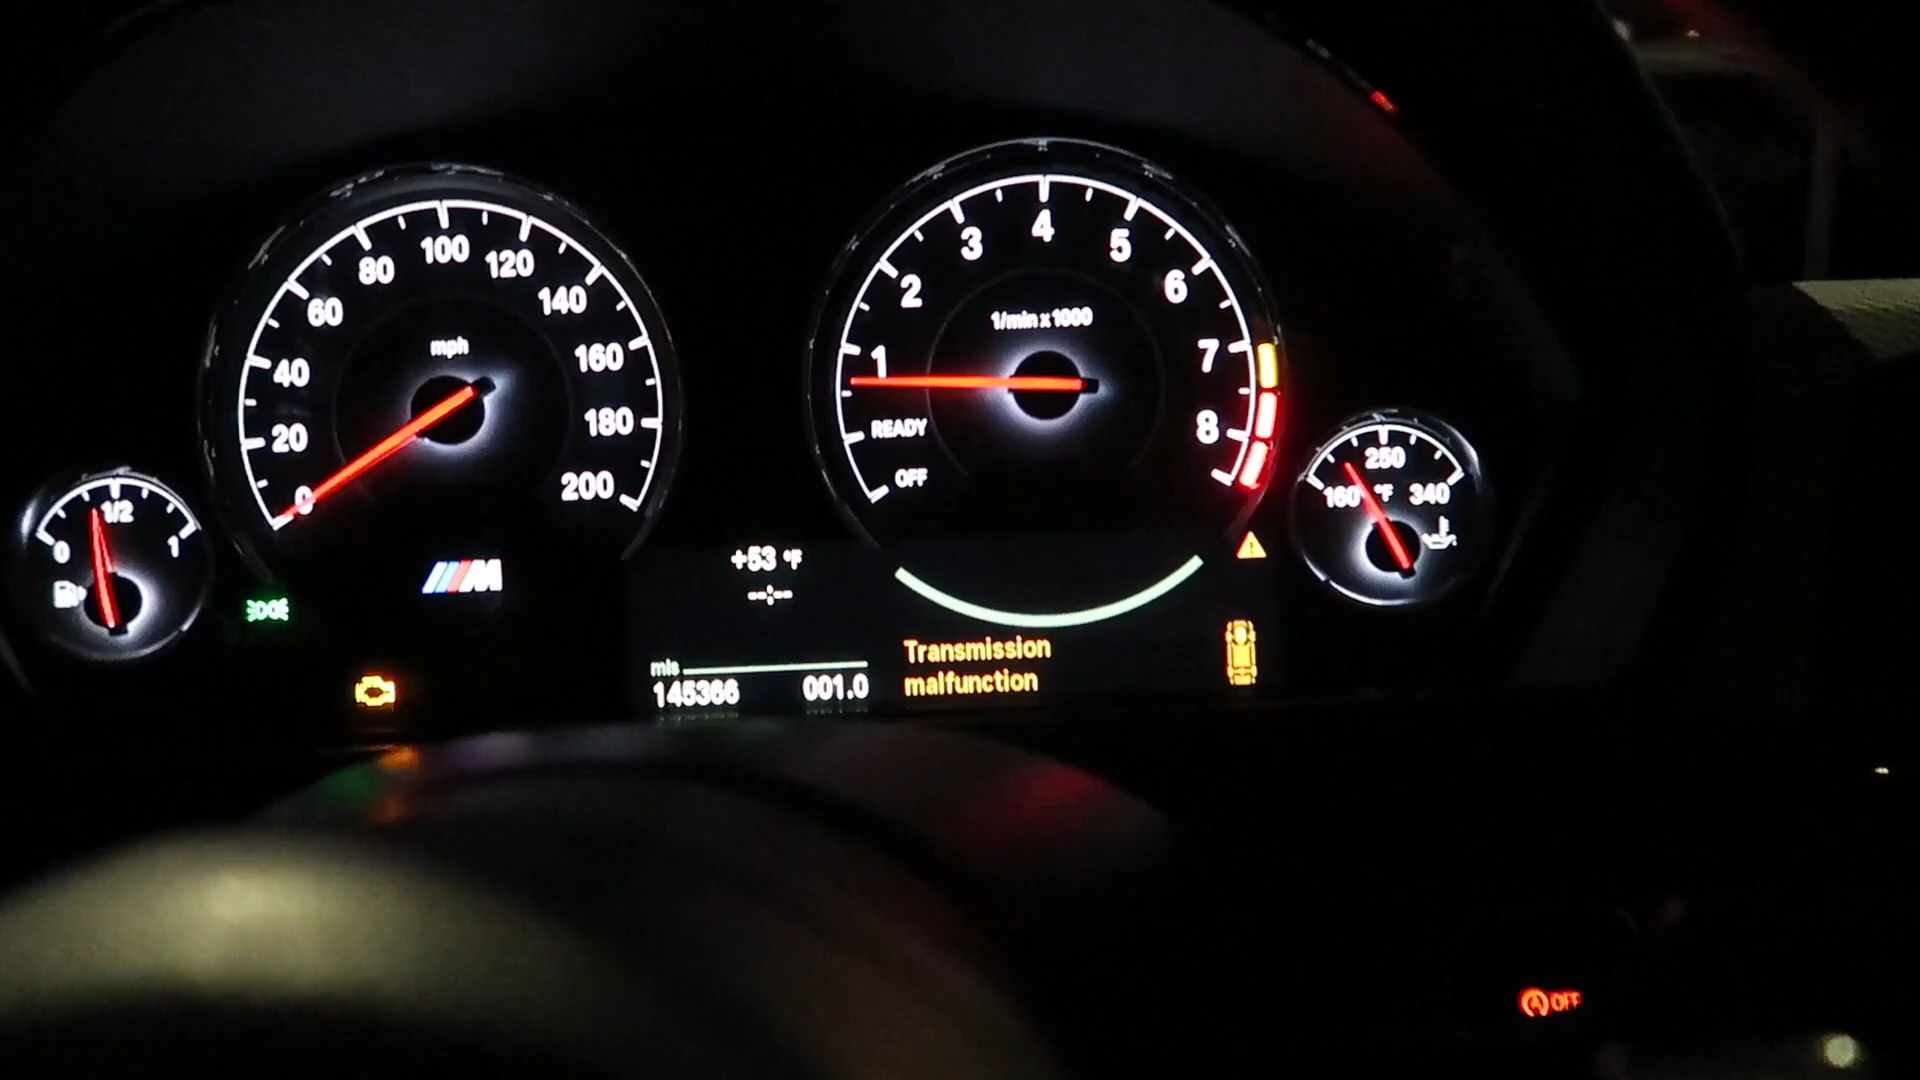 0
1/2
1
0
20
40
60
80
100
120
140
160
180
200
mph
M
OFF
READY
1
2
3
4
5
6
7
8
1/min x 1000
160
250
340
°F
+53 °F
--:--
mls
145366 001.0
Transmission
malfunction
A OFF